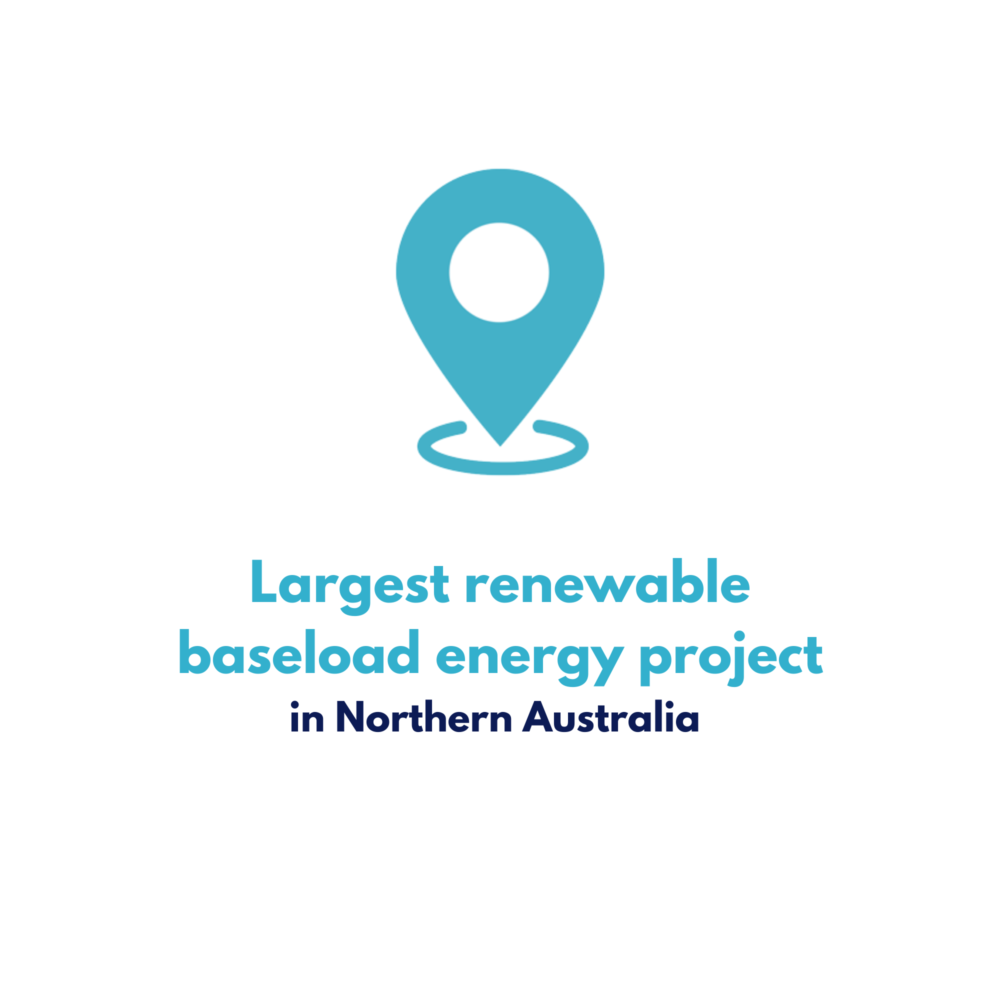 Largest renewable
baseload energy project
in Northern Australia